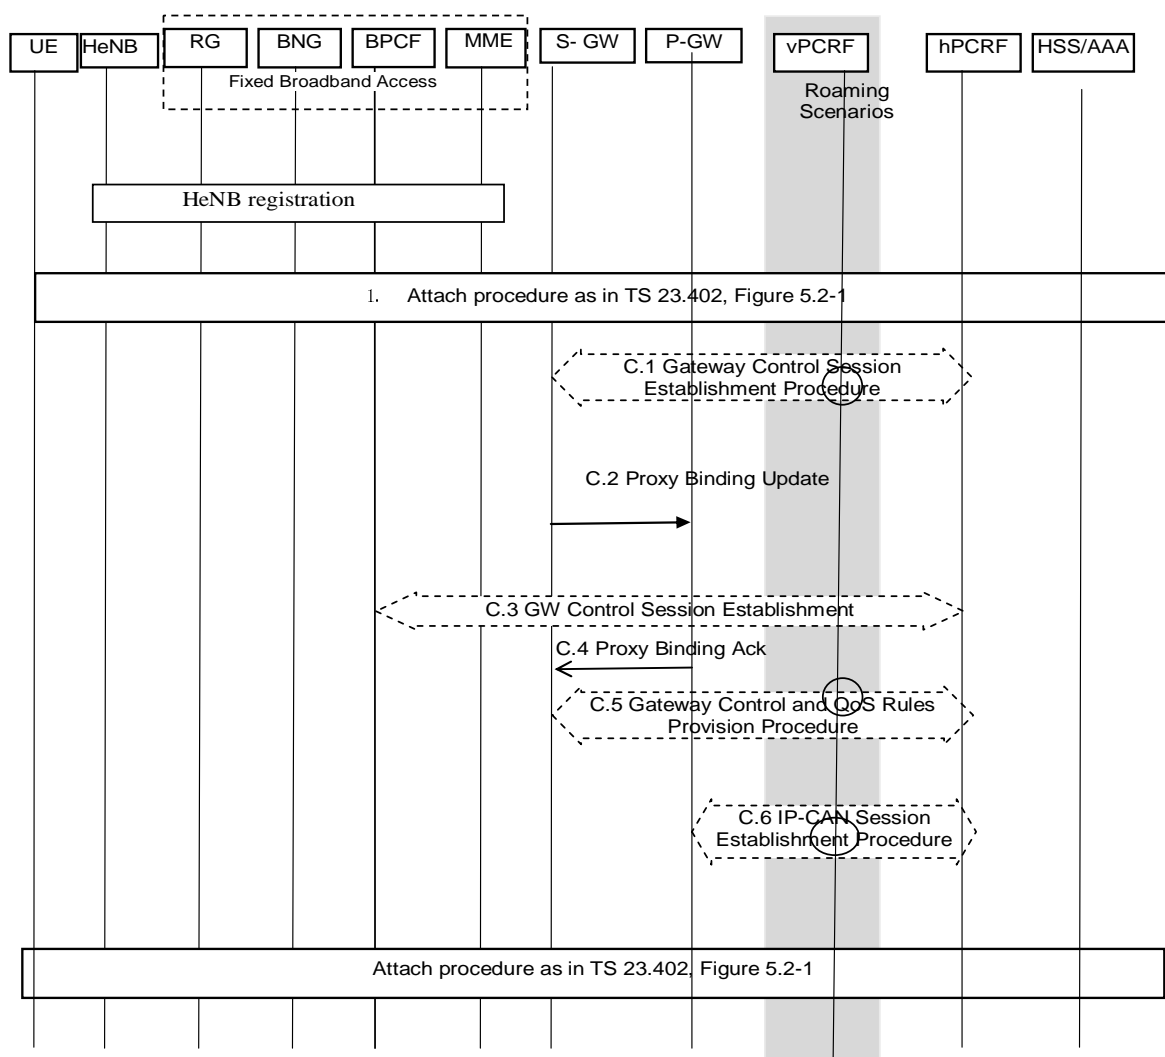 UE
HeNB
RG
BNG
BPCF
MME
S- GW
P-GW
vPCRF
hPCRF
HSS/AAA
Fixed Broadband Access
Roaming
Scenarios
HeNB registration
1. Attach procedure as in TS 23.402, Figure 5.2-1
C.1 Gateway Control Session
Establishment Procedure
C.2 Proxy Binding Update
C.3 GW Control Session Establishment
C.4 Proxy Binding Ack
C.5 Gateway Control and QoS Rules
Provision Procedure
C.6 IP-CAN Session
Establishment Procedure
Attach procedure as in TS 23.402, Figure 5.2-1